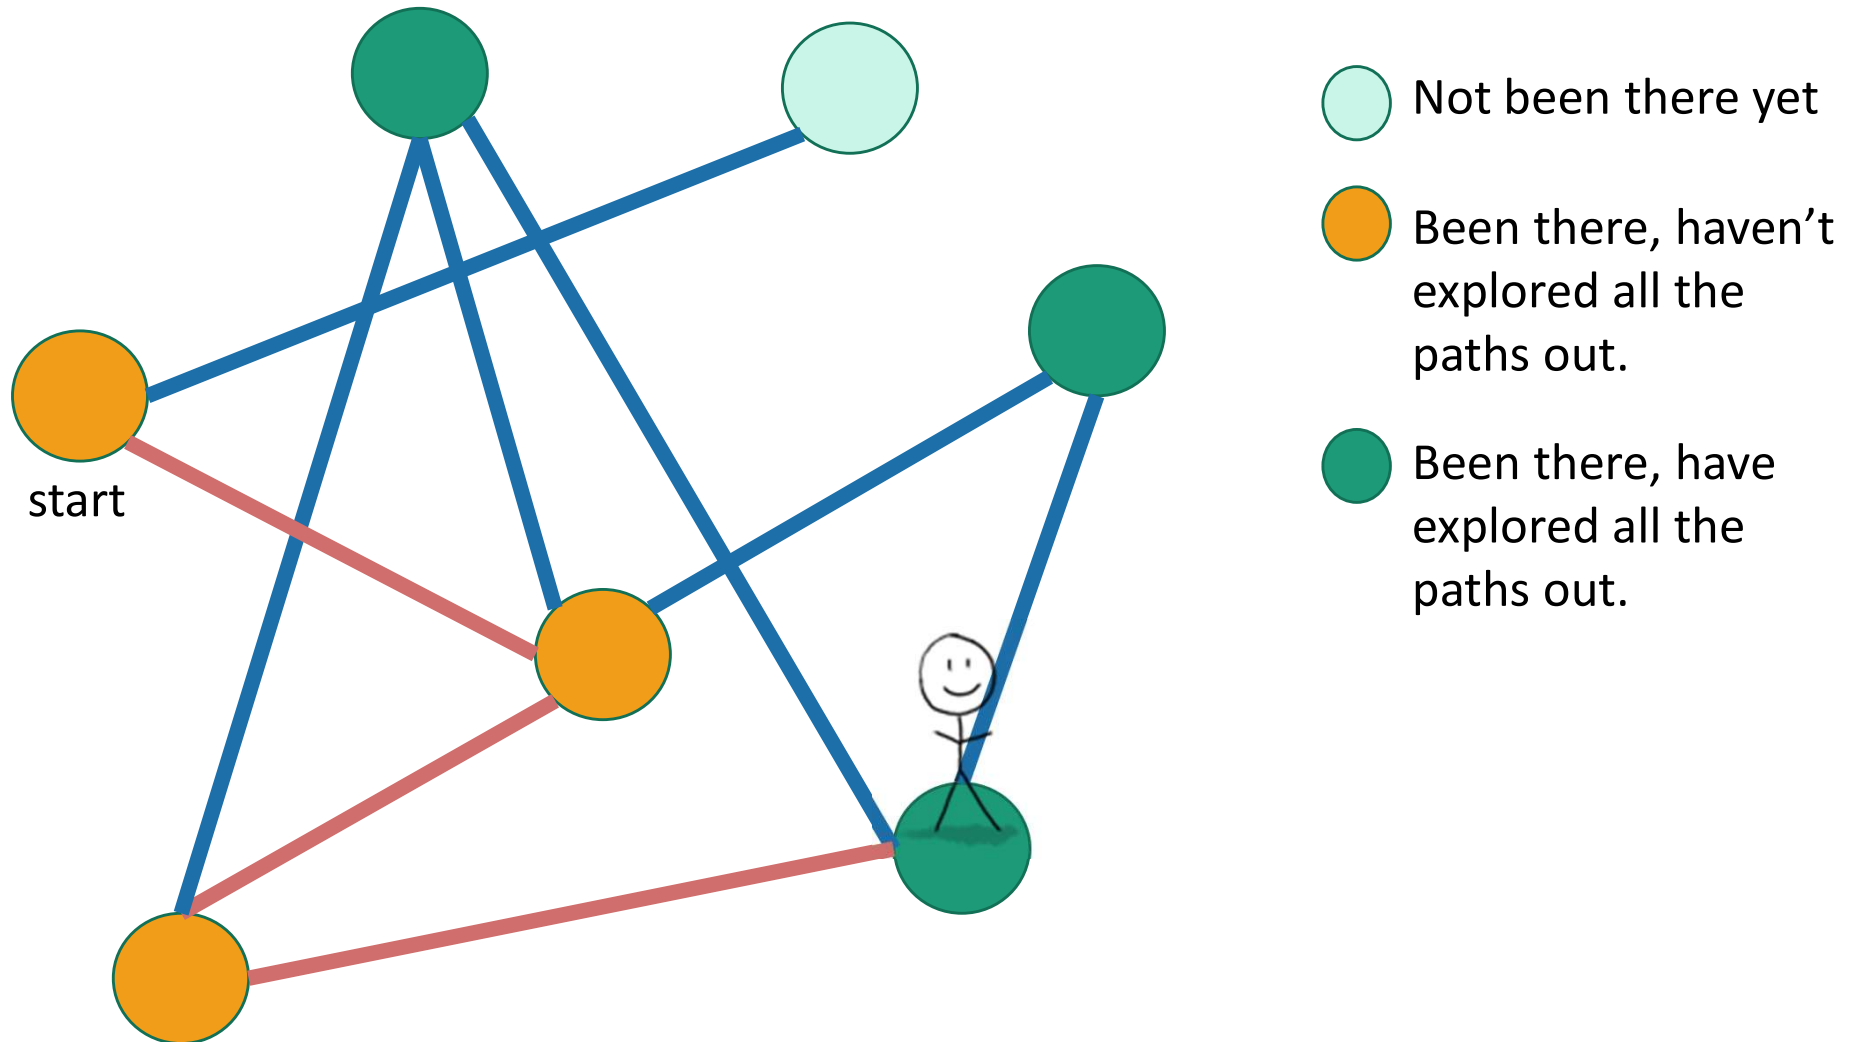 Not been there yet
Been there, haven’t
explored all the
paths out.
Been there, have
explored all the
paths out.
start